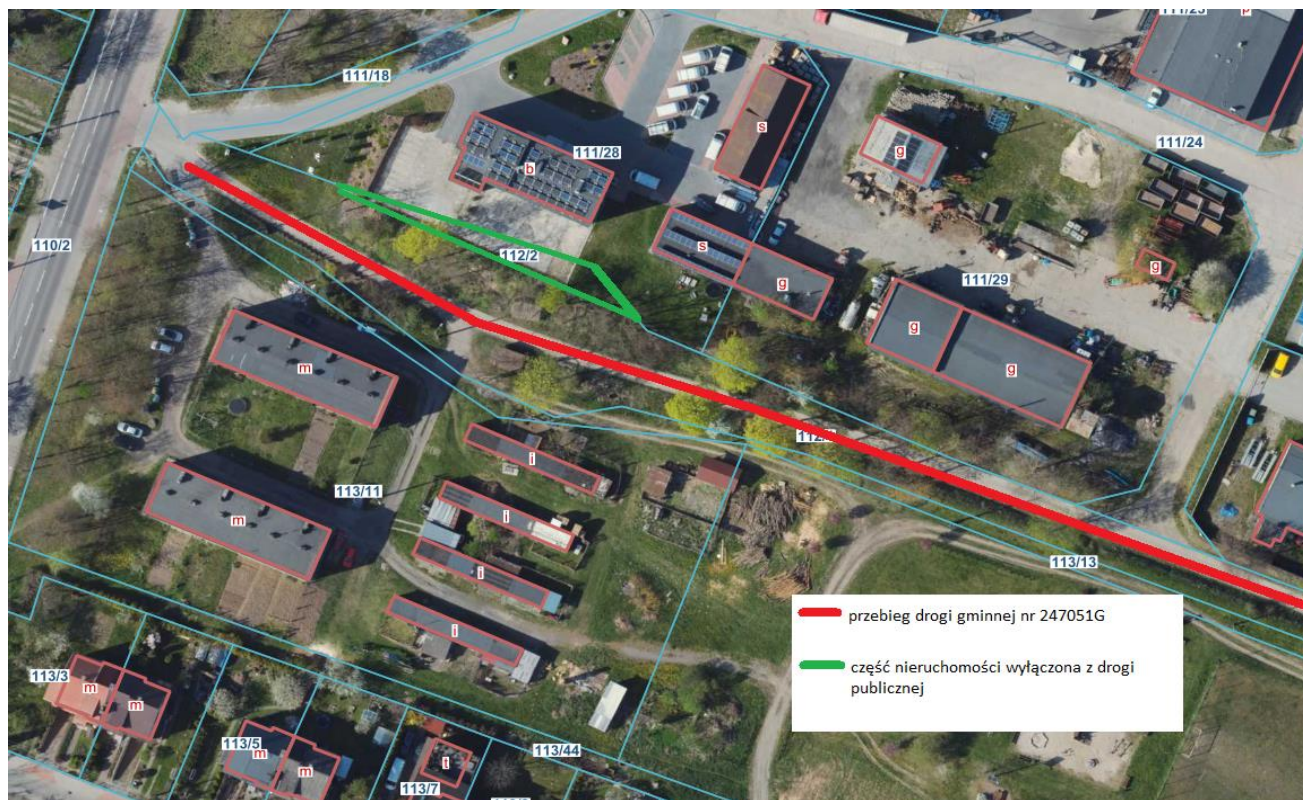 111/23
p
111/18
s
g
111/24
111/28
b
110/2
112/2
s
g
g
111/29
g
g
m
i
113/11
m
i
113/13
i
i
113/3
m
m
113/5
m
m
113/7
t
113/44
przebieg drogi gminnej nr 247051G
część nieruchomości wyłączona z drogi
publicznej